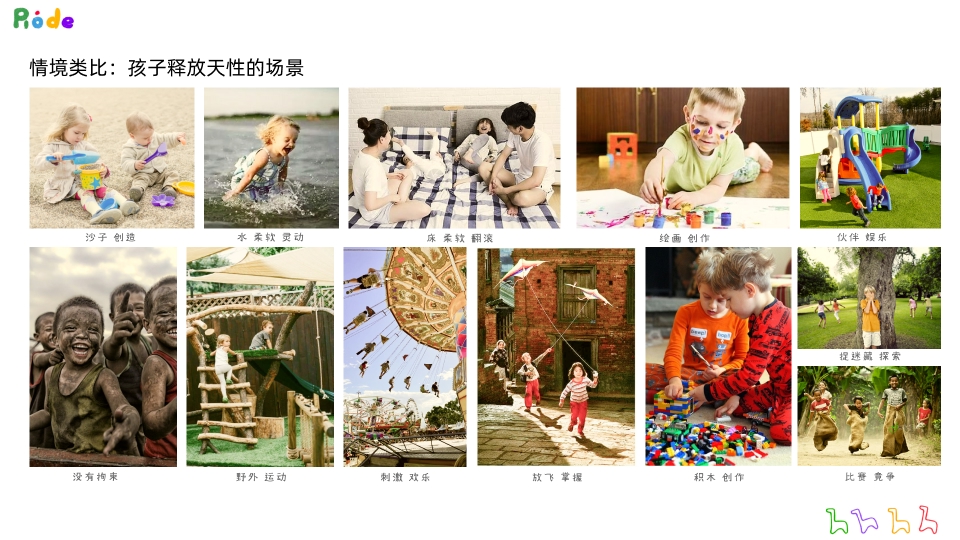 Rode
情境类比：孩子释放天性的场景
沙子 创造
水 柔软 灵动
床 柔软 翻滚
绘画 创作
伙伴 娱乐
捉迷藏 探索
没有拘束
野外 运动
刺激 欢乐
放飞 掌握
积木 创作
比赛 竞争